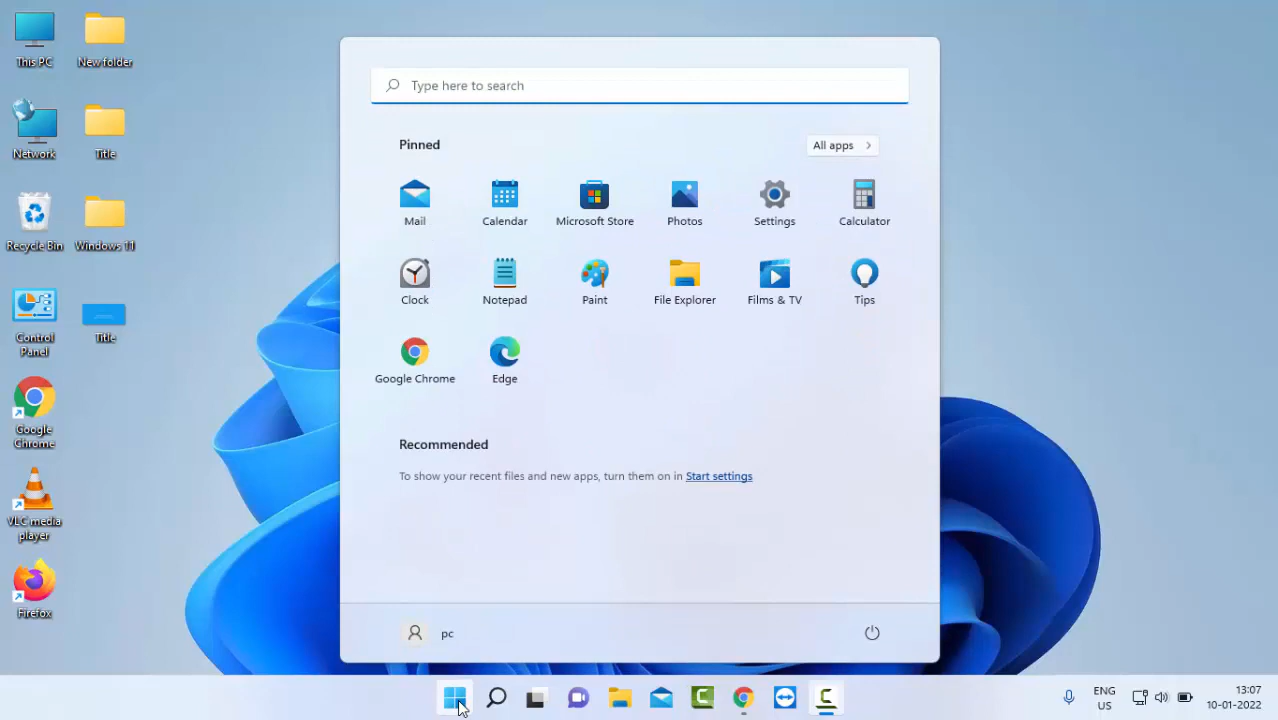 This PC
New folder
Network
Title
Recycle Bin
Windows 11
Control
Panel
Title
Google
Chrome
VLC media
player
Firefox
Type here to search
Pinned
All apps
Mail
Calendar
Microsoft Store
Photos
Settings
Calculator
Clock
Notepad
Paint
File Explorer
Films & TV
Tips
Google Chrome
Edge
Recommended
To show your recent files and new apps, turn them on in Start settings
pc
ENG
US
13:07
10-01-2022